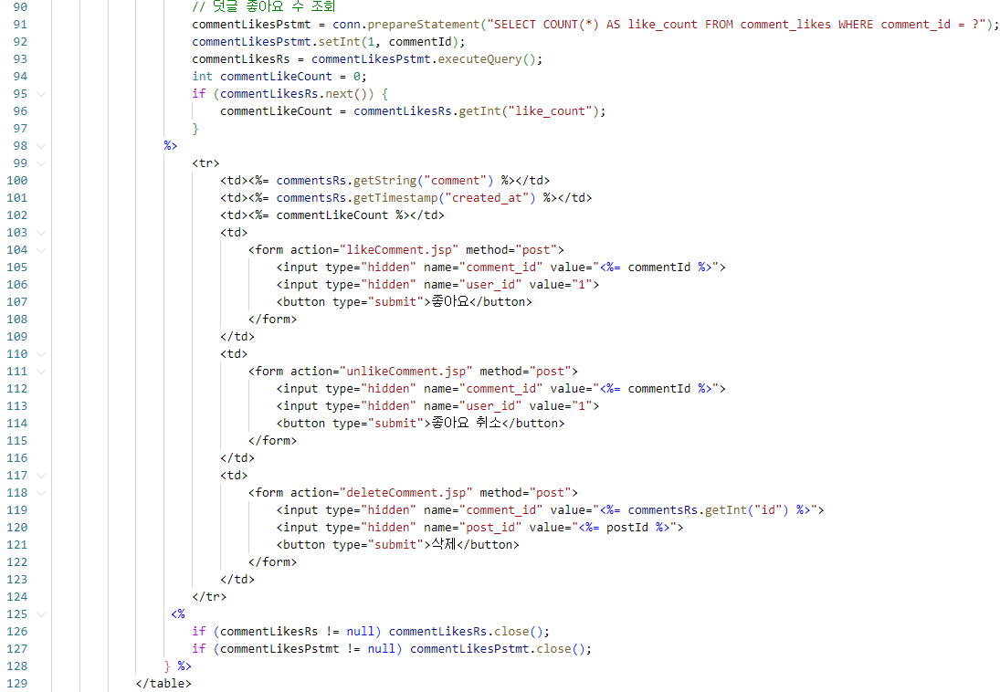 90 // 덧글 좋아요 수 조회
91 commentLikesPstmt = conn.prepareStatement("SELECT COUNT(*) AS like_count FROM comment_likes WHERE comment_id = ?");
92 commentLikesPstmt.setInt(1, commentId);
93 commentLikesRs = commentLikesPstmt.executeQuery();
94 int commentLikeCount = 0;
95 if (commentLikesRs.next()) {
96 commentLikeCount = commentLikesRs.getInt("like_count");
97 }
98 %>
99 <tr>
100 <td><%= commentsRs.getString("comment") %></td>
101 <td><%= commentsRs.getTimestamp("created_at") %></td>
102 <td><%= commentLikeCount %></td>
103 <td>
104 <form action="likeComment.jsp" method="post">
105 <input type="hidden" name="comment_id" value="<%= commentId %>">
106 <input type="hidden" name="user_id" value="1">
107 <button type="submit">좋아요</button>
108 </form>
109 </td>
110 <td>
111 <form action="unlikeComment.jsp" method="post">
112 <input type="hidden" name="comment_id" value="<%= commentId %>">
113 <input type="hidden" name="user_id" value="1">
114 <button type="submit">좋아요 취소</button>
115 </form>
116 </td>
117 <td>
118 <form action="deleteComment.jsp" method="post">
119 <input type="hidden" name="comment_id" value="<%= commentsRs.getInt("id") %>">
120 <input type="hidden" name="post_id" value="<%= postId %>">
121 <button type="submit">삭제</button>
122 </form>
123 </td>
124 </tr>
125 <%
126 if (commentLikesRs != null) commentLikesRs.close();
127 if (commentLikesPstmt != null) commentLikesPstmt.close();
128 } %>
129 </table>